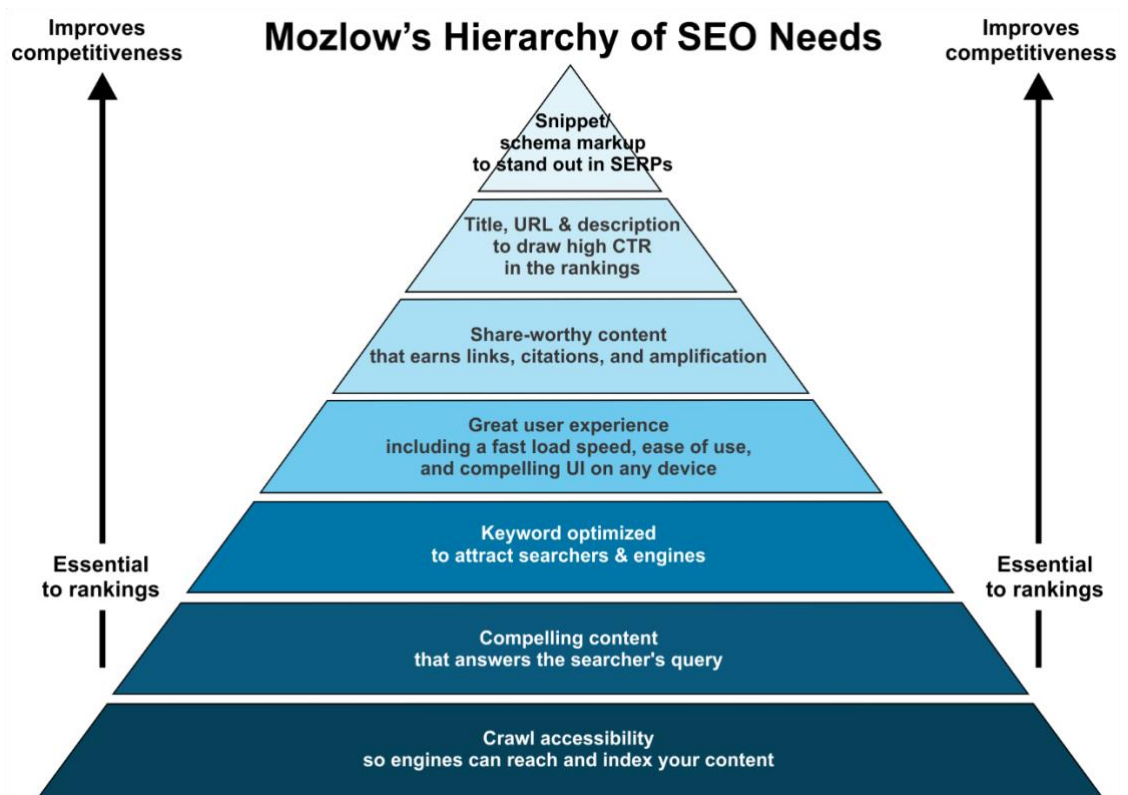 Mozlow's Hierarchy of SEO Needs
Improves
competitiveness
Improves
competitiveness
Snippet/
schema markup
to stand out in SERPs
Title, URL & description
to draw high CTR
in the rankings
Share-worthy content
that earns links, citations, and amplification
Great user experience
including a fast load speed, ease of use,
and compelling UI on any device
Keyword optimized
to attract searchers & engines
Essential
to rankings
Essential
to rankings
Compelling content
that answers the searcher's query
Crawl accessibility
so engines can reach and index your content